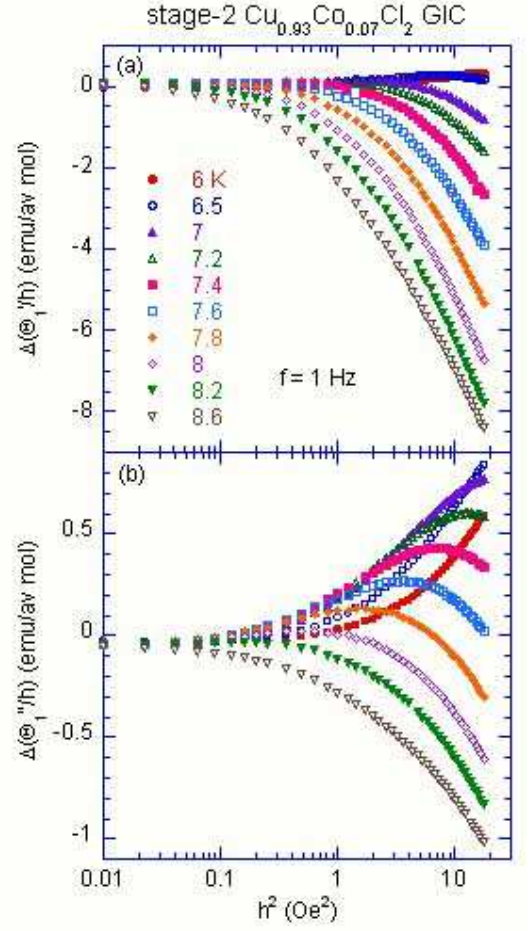 stage-2 Cu0.93Co0.07Cl2 GIC
(a)
0
-2
-4
-6
-8
Δ(Θ1'/h) (emu/av mol)
6 K
6.5
7
7.2
7.4
7.6
7.8
8
8.2
8.6
f = 1 Hz
(b)
0.5
0
-0.5
-1
Δ(Θ1''/h) (emu/av mol)
0.01 0.1 1 10
h² (Oe²)